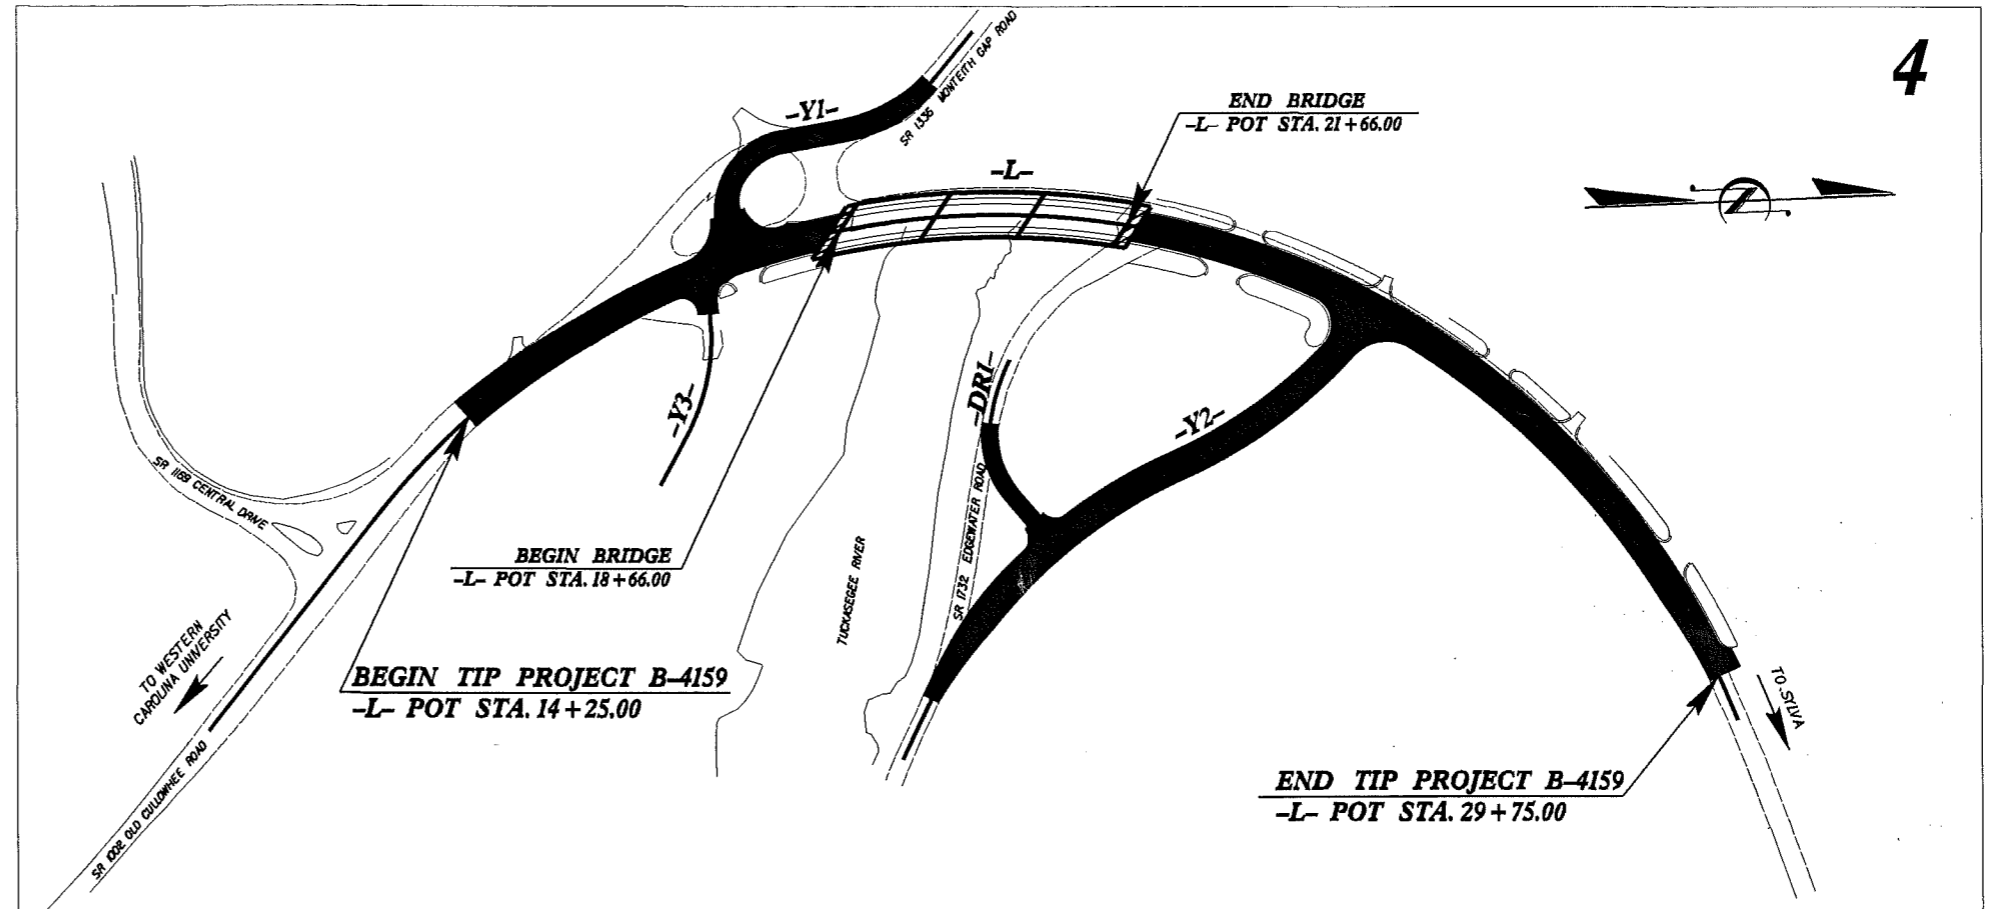 4
SR 1336 MONTEITH GAP ROAD
-Y1-
END BRIDGE
-L- POT STA. 21+66.00
-L-
-Y3-
-DR1-
-Y2-
SR 1169 CENTRAL DRIVE
SR 1732 EDGEWATER ROAD
TUCKASEGEE RIVER
BEGIN BRIDGE
-L- POT STA. 18+66.00
TO WESTERN
CAROLINA UNIVERSITY
BEGIN TIP PROJECT B-4159
-L- POT STA. 14+25.00
TO SYLVA
SR 1002 OLD CULLOWHEE ROAD
END TIP PROJECT B-4159
-L- POT STA. 29+75.00